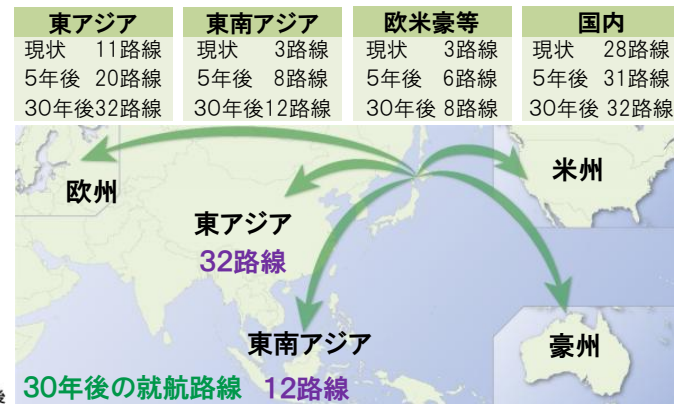 東アジア
現状 11路線
5年後 20路線
30年後32路線
東南アジア
現状 3路線
5年後 8路線
30年後12路線
欧米豪等
現状 3路線
5年後 6路線
30年後 8路線
国内
現状 28路線
5年後 31路線
30年後 32路線
欧州
米州
東アジア
32路線
東南アジア
豪州
後 30年後の就航路線 12路線